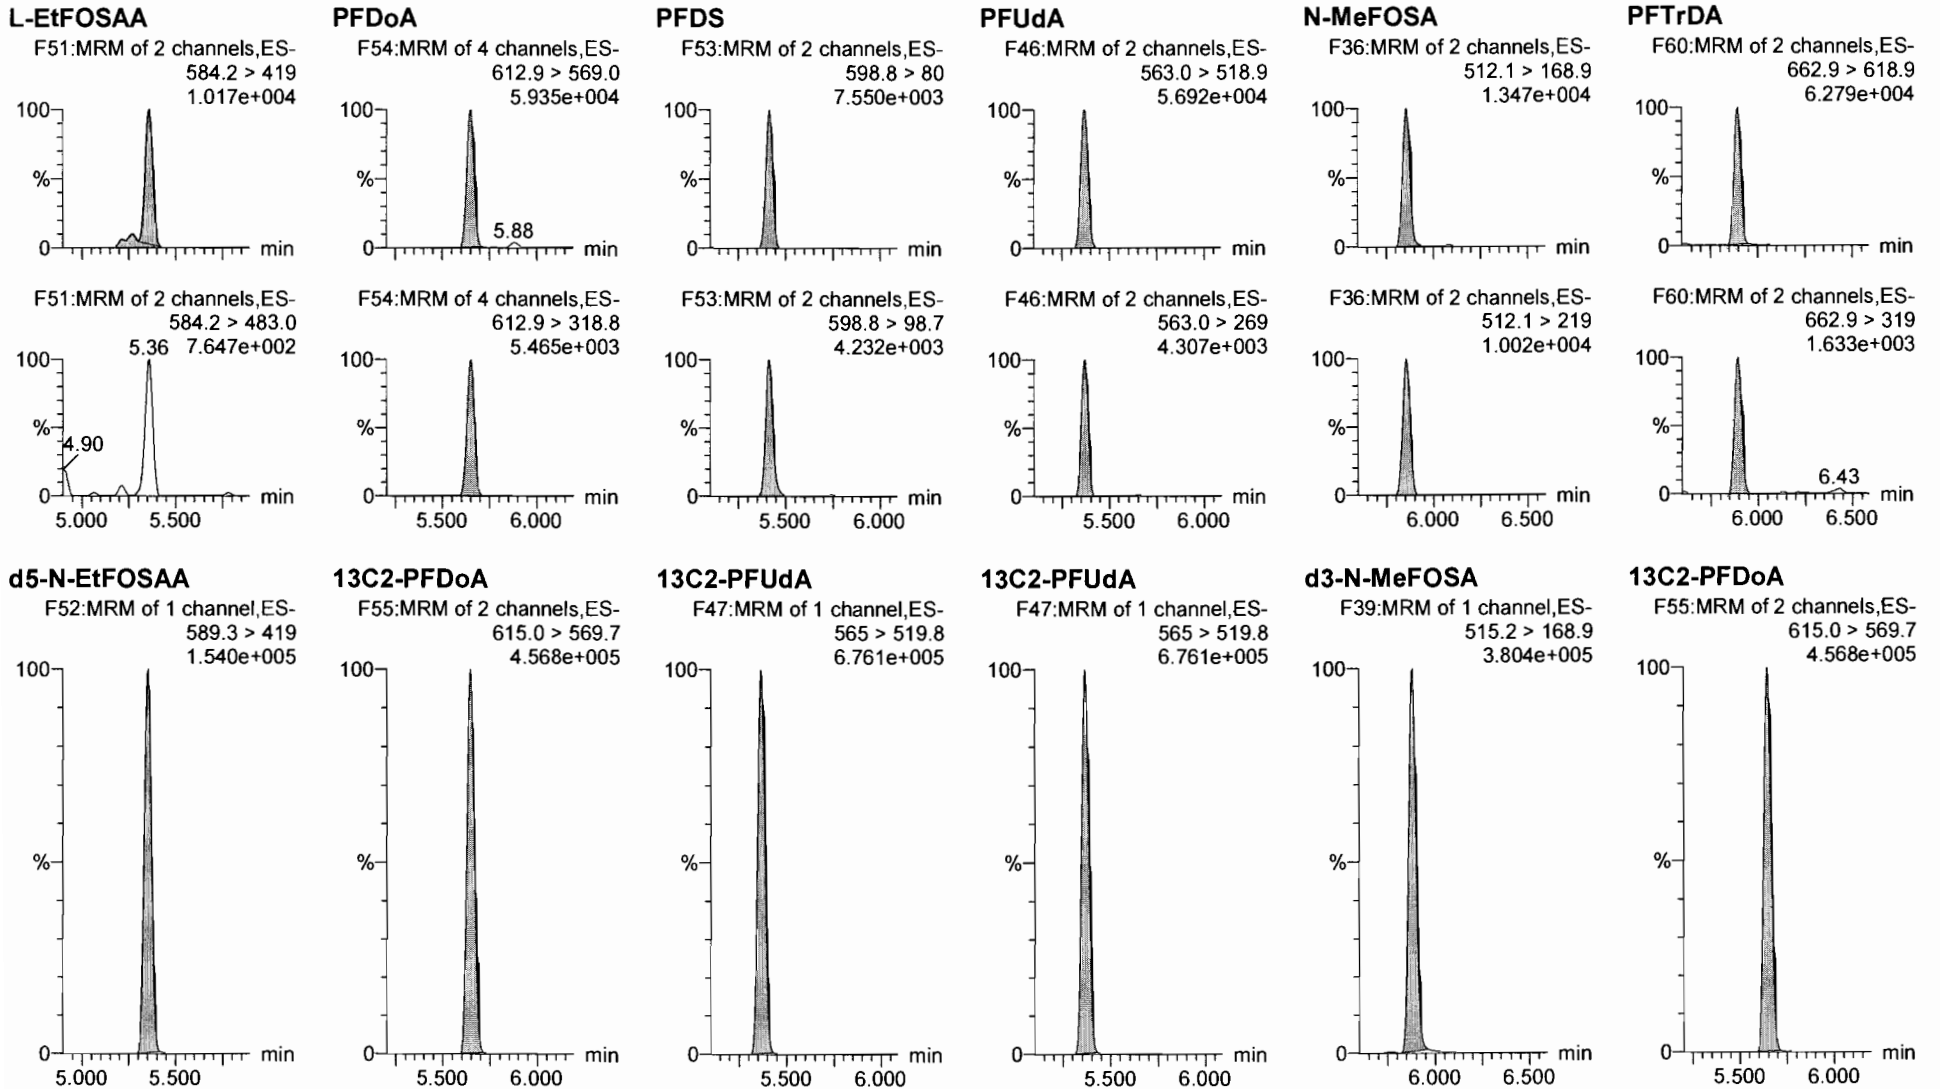 L-EtFOSAA
F51:MRM of 2 channels,ES-
584.2 > 419
1.017e+004
100
%
0
min
F51:MRM of 2 channels,ES-
584.2 > 483.0
5.36 7.647e+002
100
4.90
%
0
min
5.000 5.500
PFDoA
F54:MRM of 4 channels,ES-
612.9 > 569.0
5.935e+004
100
%
5.88
0
min
F54:MRM of 4 channels,ES-
612.9 > 318.8
5.465e+003
100
%
0
min
5.500 6.000
PFDS
F53:MRM of 2 channels,ES-
598.8 > 80
7.550e+003
100
%
0
min
F53:MRM of 2 channels,ES-
598.8 > 98.7
4.232e+003
100
%
0
min
5.500 6.000
PFUdA
F46:MRM of 2 channels,ES-
563.0 > 518.9
5.692e+004
100
%
0
min
F46:MRM of 2 channels,ES-
563.0 > 269
4.307e+003
100
%
0
min
5.500 6.000
N-MeFOSA
F36:MRM of 2 channels,ES-
512.1 > 168.9
1.347e+004
100
%
0
min
F36:MRM of 2 channels,ES-
512.1 > 219
1.002e+004
100
%
0
min
6.000 6.500
PFTrDA
F60:MRM of 2 channels,ES-
662.9 > 618.9
6.279e+004
100
%
0
min
F60:MRM of 2 channels,ES-
662.9 > 319
1.633e+003
100
%
6.43
0
min
6.000 6.500
d5-N-EtFOSAA
F52:MRM of 1 channel,ES-
589.3 > 419
1.540e+005
100
%
0
min
5.000 5.500
13C2-PFDoA
F55:MRM of 2 channels,ES-
615.0 > 569.7
4.568e+005
100
%
0
min
5.500 6.000
13C2-PFUdA
F47:MRM of 1 channel,ES-
565 > 519.8
6.761e+005
100
%
0
min
5.500 6.000
13C2-PFUdA
F47:MRM of 1 channel,ES-
565 > 519.8
6.761e+005
100
%
0
min
5.500 6.000
d3-N-MeFOSA
F39:MRM of 1 channel,ES-
515.2 > 168.9
3.804e+005
100
%
0
min
6.000 6.500
13C2-PFDoA
F55:MRM of 2 channels,ES-
615.0 > 569.7
4.568e+005
100
%
0
min
5.500 6.000